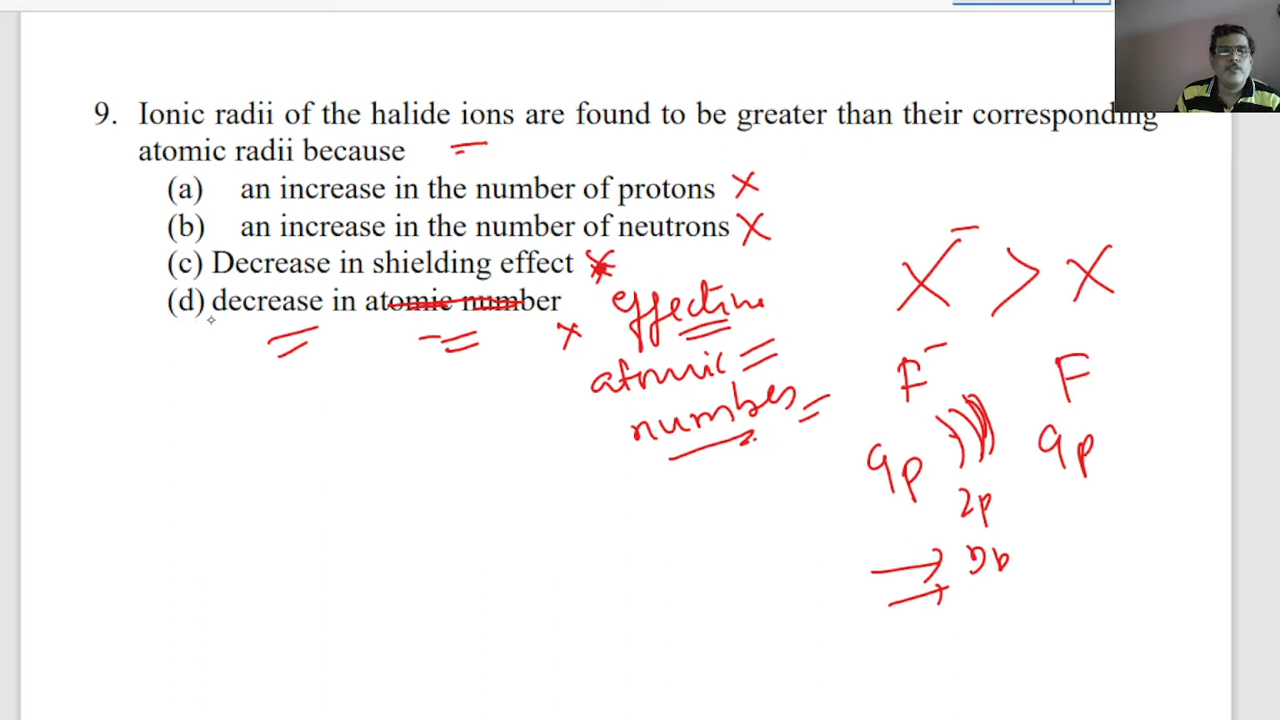 9. Ionic radii of the halide ions are found to be greater than their corresponding
atomic radii because
(a) an increase in the number of protons ×
(b) an increase in the number of neutrons ×
(c) Decrease in shielding effect
(d) decrease in atomic number ×
effective
atomic
number
X⁻ > X
F⁻ F
9p 9p
2p